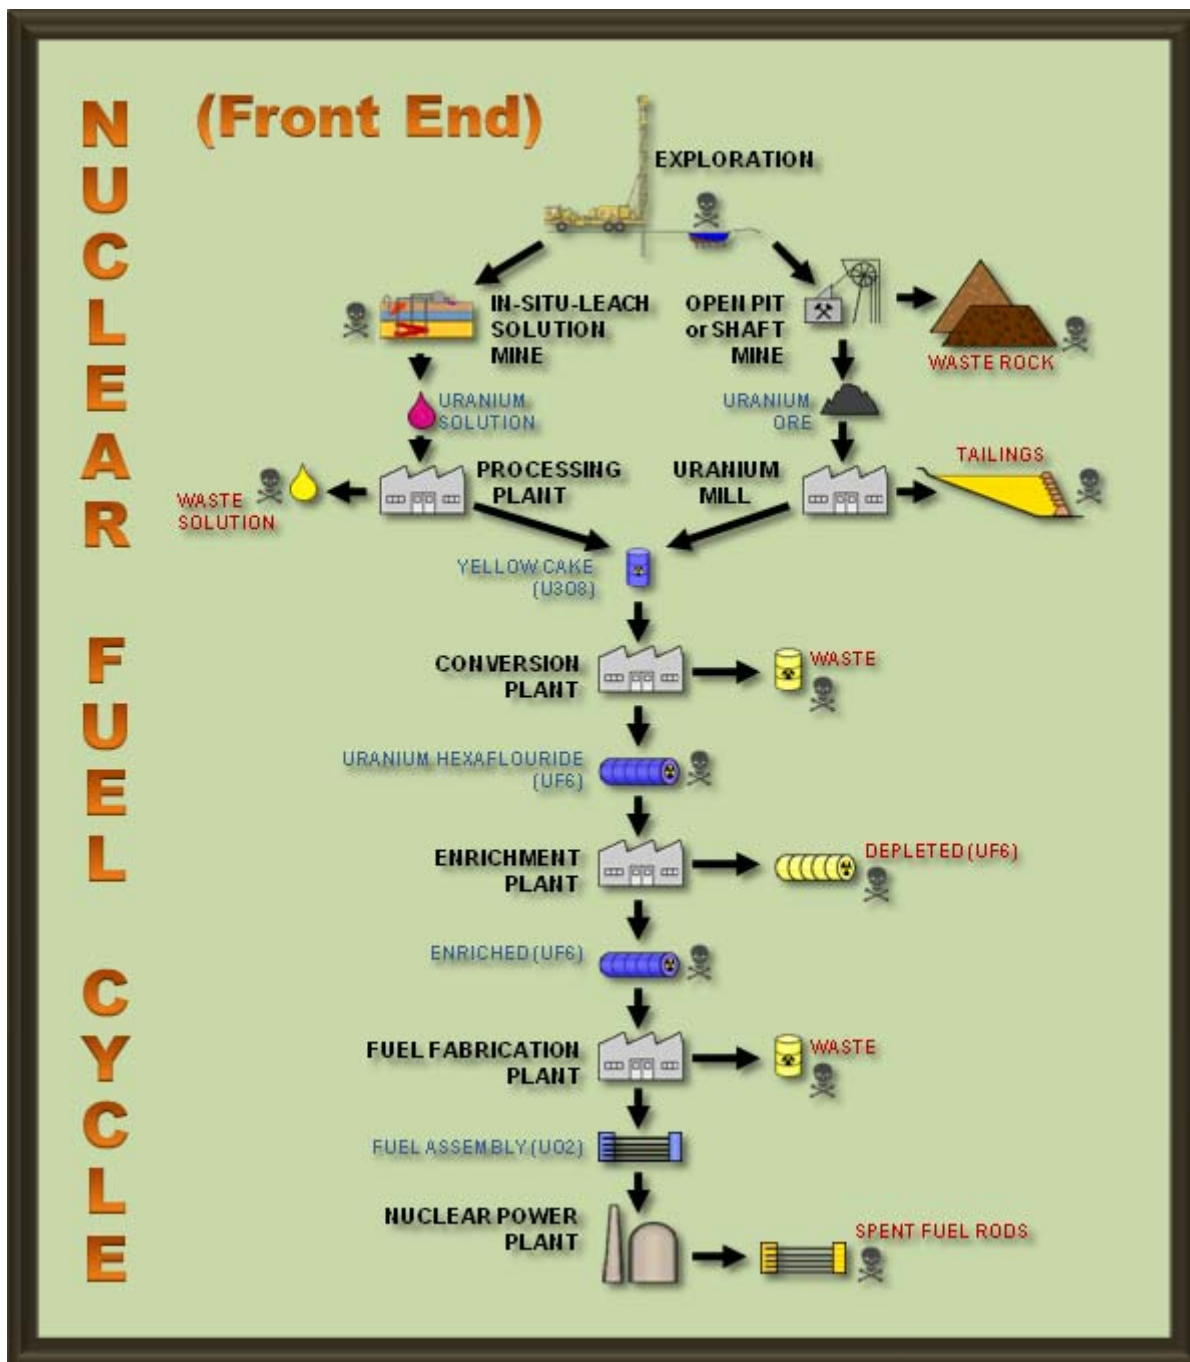 NUCLEAR FUEL CYCLE
(Front End)
EXPLORATION
IN-SITU-LEACH
SOLUTION
MINE
OPEN PIT
or SHAFT
MINE
WASTE ROCK
URANIUM
SOLUTION
URANIUM
ORE
PROCESSING
PLANT
URANIUM
MILL
TAILINGS
WASTE
SOLUTION
YELLOW CAKE
(U3O8)
CONVERSION
PLANT
WASTE
URANIUM HEXAFLOURIDE
(UF6)
ENRICHMENT
PLANT
DEPLETED (UF6)
ENRICHED (UF6)
FUEL FABRICATION
PLANT
WASTE
FUEL ASSEMBLY (UO2)
NUCLEAR POWER
PLANT
SPENT FUEL RODS